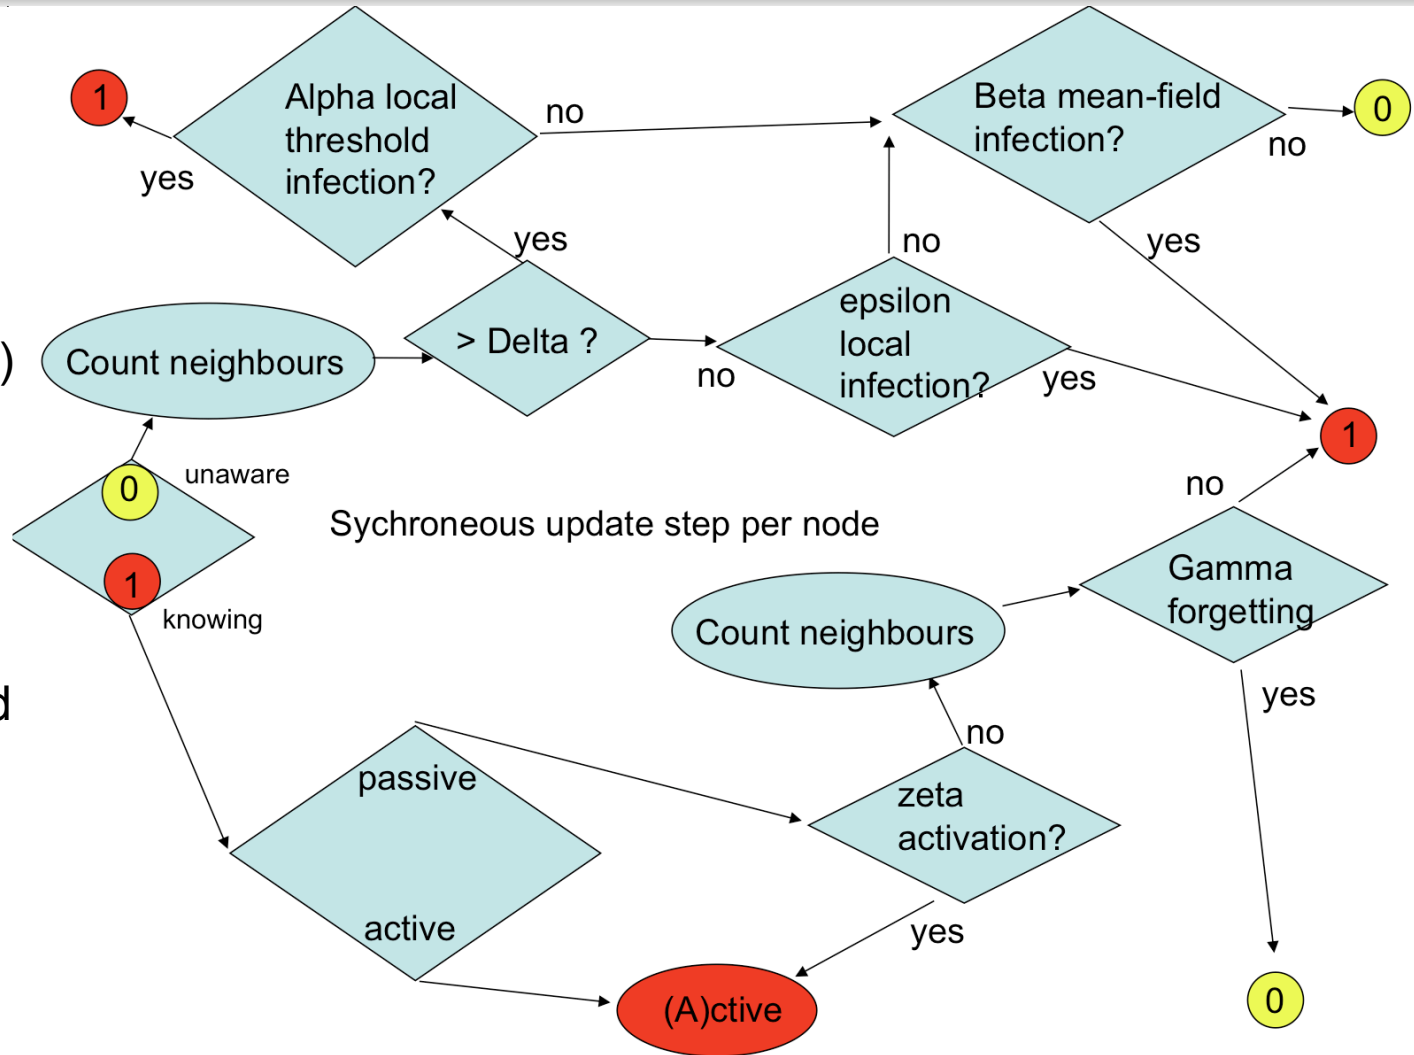 1
Alpha local
threshold
infection?
no
yes
Beta mean-field
infection?
0
no
yes
yes
no
)
Count neighbours
> Delta ?
no
epsilon
local
infection?
yes
1
0
unaware
1
knowing
Sychroneous update step per node
no
Gamma
forgetting
Count neighbours
yes
d
no
passive
active
zeta
activation?
yes
(A)ctive
0